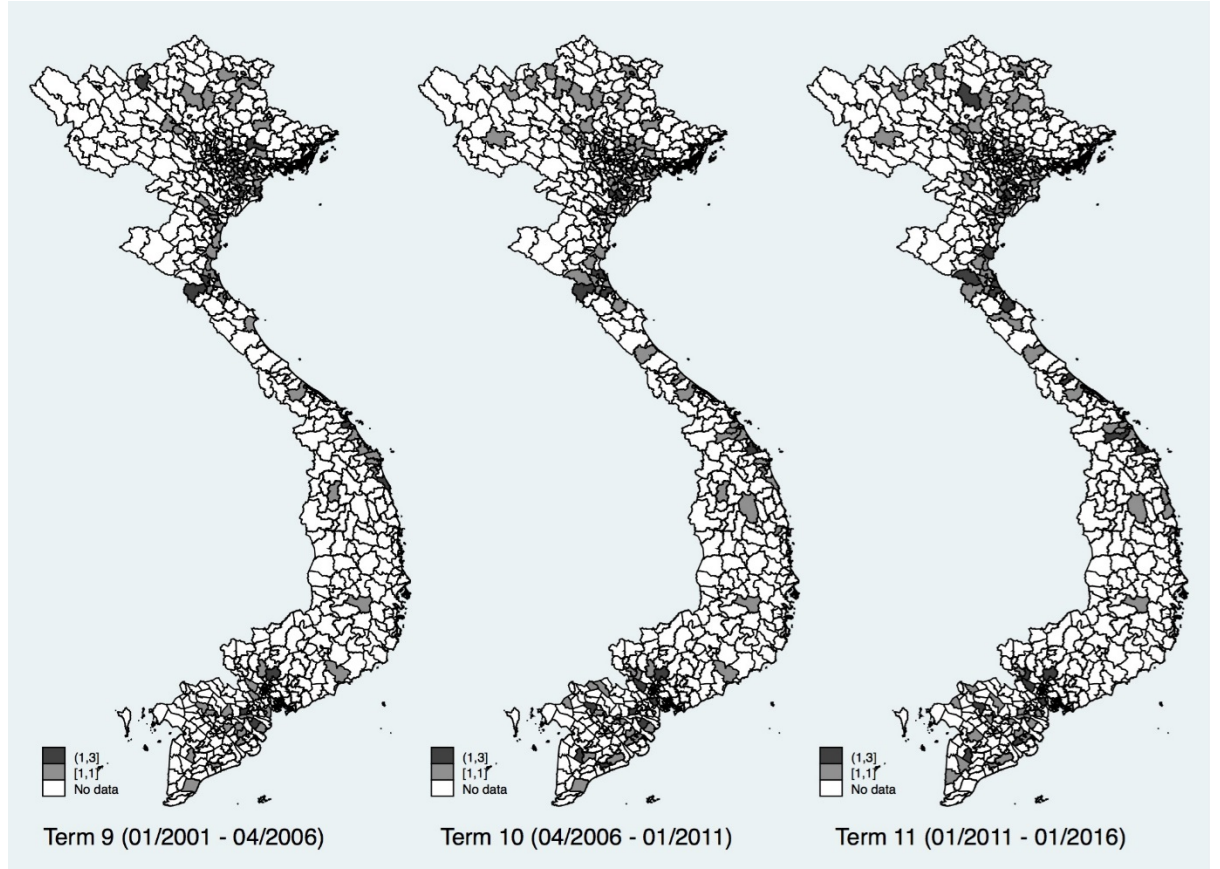 (1,3]
[1,1]
No data
Term 9 (01/2001 - 04/2006)
(1,3]
[1,1]
No data
Term 10 (04/2006 - 01/2011)
(1,3]
[1,1]
No data
Term 11 (01/2011 - 01/2016)